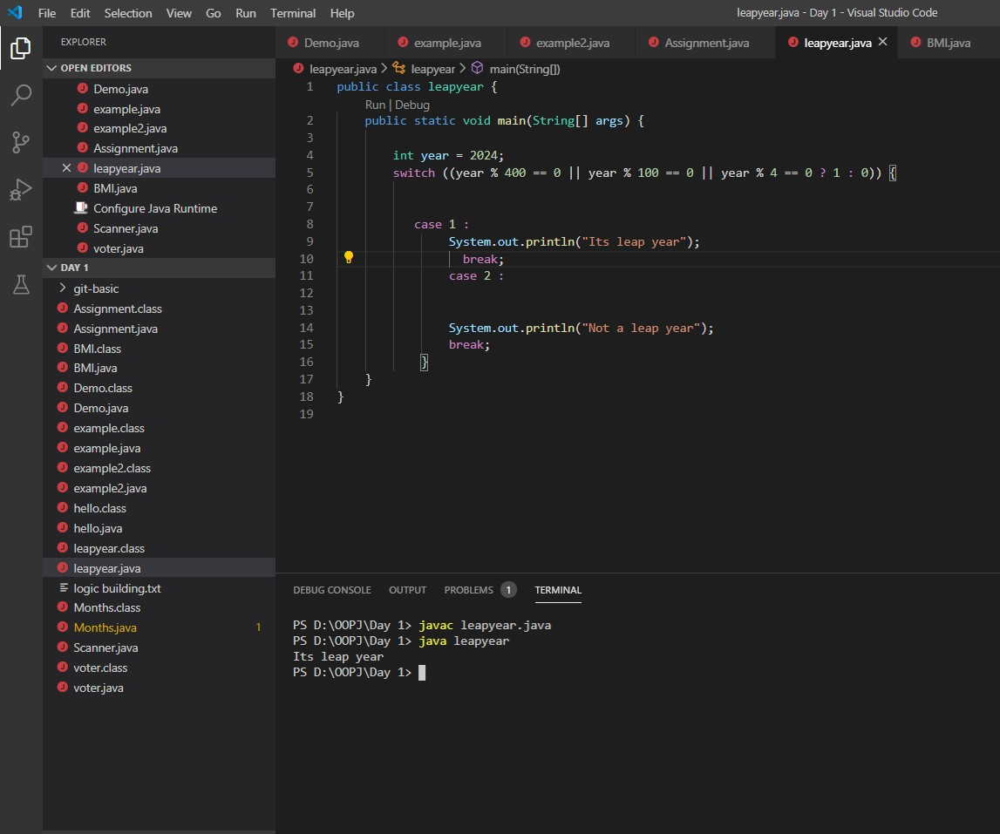 File Edit Selection View Go Run Terminal Help leapyear.java - Day 1 - Visual Studio Code
EXPLORER
OPEN EDITORS
Demo.java
example.java
example2.java
Assignment.java
leapyear.java
BMI.java
Configure Java Runtime
Scanner.java
voter.java
DAY 1
git-basic
Assignment.class
Assignment.java
BMI.class
BMI.java
Demo.class
Demo.java
example.class
example.java
example2.class
example2.java
hello.class
hello.java
leapyear.class
leapyear.java
logic building.txt
Months.class
Months.java 1
Scanner.java
voter.class
voter.java
Demo.java example.java example2.java Assignment.java leapyear.java BMI.java
leapyear.java > leapyear > main(String[])
1 public class leapyear {
Run | Debug
2 public static void main(String[] args) {
3
4 int year = 2024;
5 switch ((year % 400 == 0 || year % 100 == 0 || year % 4 == 0 ? 1 : 0)) {
6
7
8 case 1 :
9 System.out.println("Its leap year");
10 break;
11 case 2 :
12
13
14 System.out.println("Not a leap year");
15 break;
16 }
17 }
18 }
19
DEBUG CONSOLE OUTPUT PROBLEMS 1 TERMINAL
PS D:\OOPJ\Day 1> javac leapyear.java
PS D:\OOPJ\Day 1> java leapyear
Its leap year
PS D:\OOPJ\Day 1>